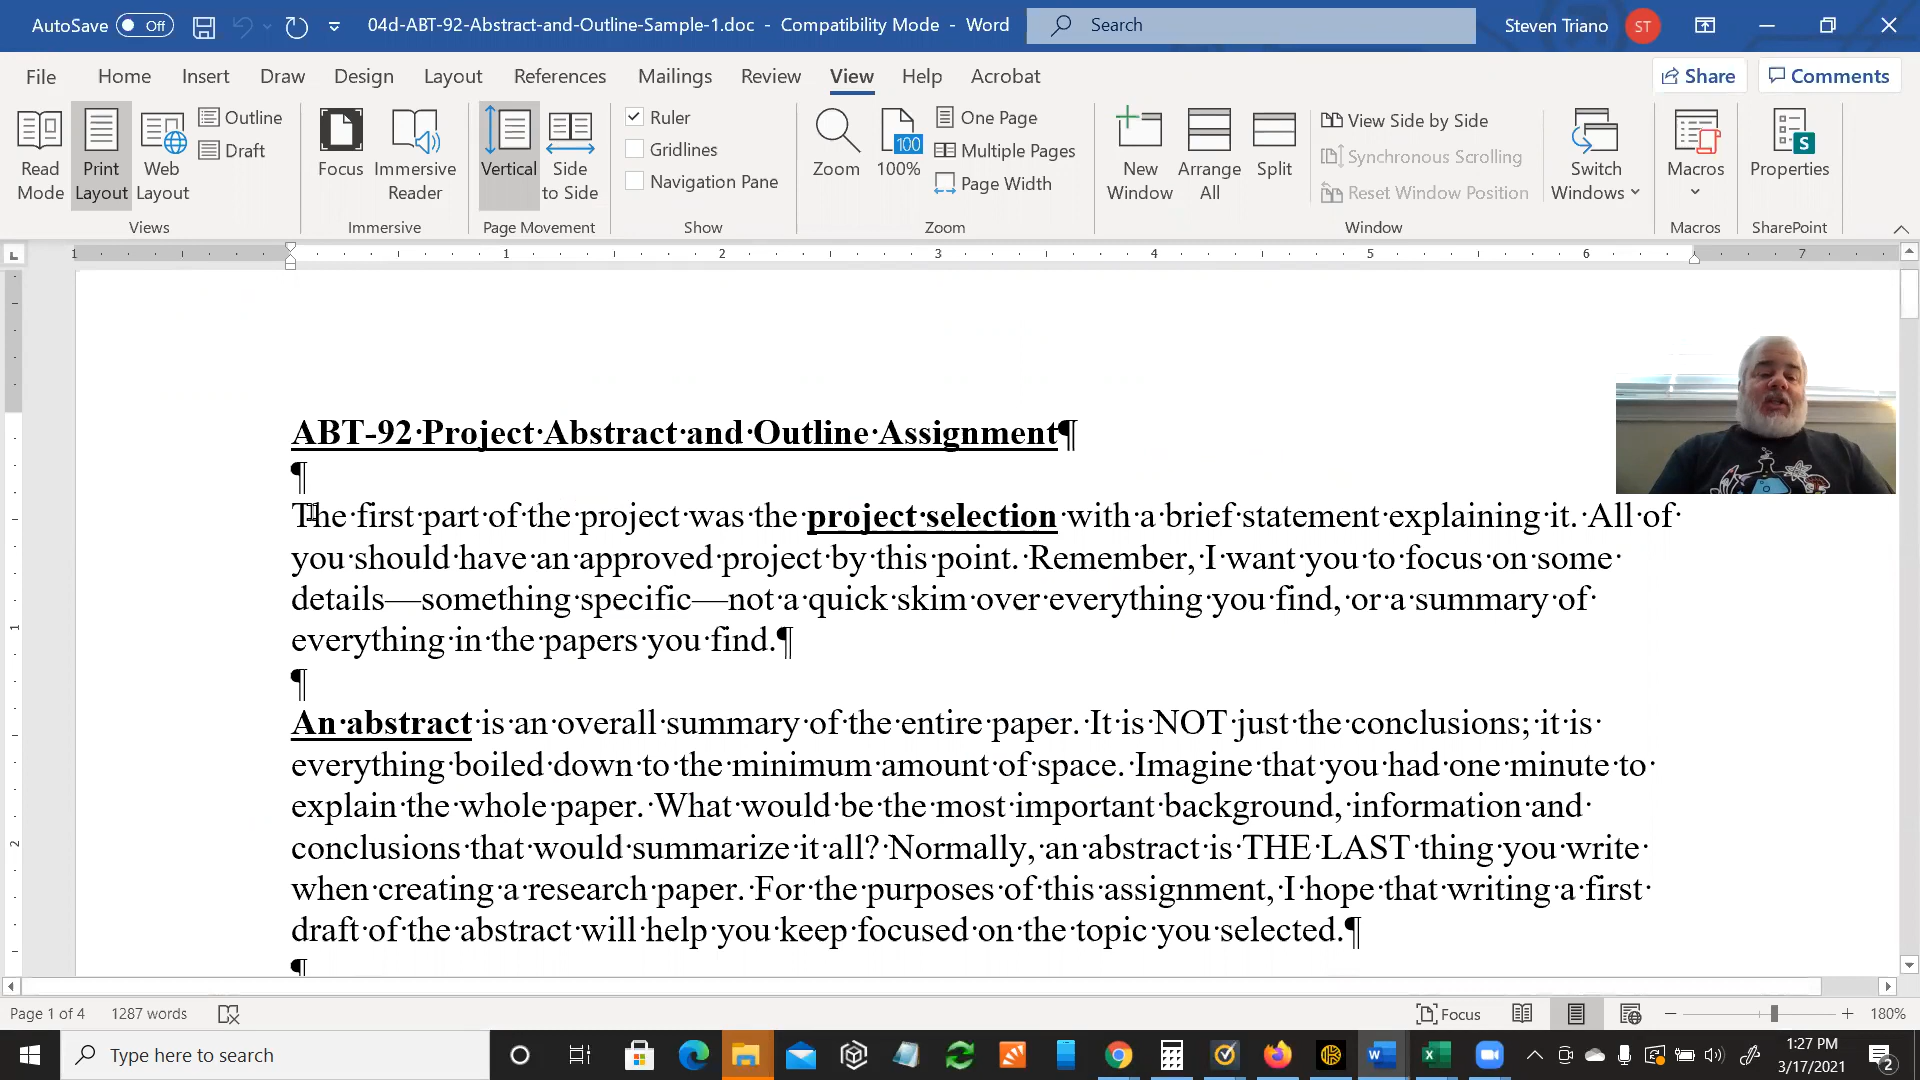 AutoSave Off 04d-ABT-92-Abstract-and-Outline-Sample-1.doc - Compatibility Mode - Word Search Steven Triano ST
File Home Insert Draw Design Layout References Mailings Review View Help Acrobat Share Comments
Read Mode
Print Layout
Web Layout
Outline
Draft
Views
Focus
Immersive Reader
Immersive
Vertical
Side to Side
Page Movement
Ruler
Gridlines
Navigation Pane
Show
Zoom
100
100%
One Page
Multiple Pages
Page Width
Zoom
New Window
Arrange All
Split
View Side by Side
Synchronous Scrolling
Reset Window Position
Switch Windows
Window
Macros
Macros
S
Properties
SharePoint
L 1 1 2 3 4 5 6 7
ABT-92·Project·Abstract·and·Outline·Assignment¶
¶
The·first·part·of·the·project·was·the·project·selection·with·a·brief·statement·explaining·it.··All·of·
you·should·have·an·approved·project·by·this·point.··Remember,·I·want·you·to·focus·on·some·
details—something·specific—not·a·quick·skim·over·everything·you·find,·or·a·summary·of·
everything·in·the·papers·you·find.¶
¶
An·abstract·is·an·overall·summary·of·the·entire·paper.··It·is·NOT·just·the·conclusions;·it·is·
everything·boiled·down·to·the·minimum·amount·of·space.··Imagine·that·you·had·one·minute·to·
explain·the·whole·paper.··What·would·be·the·most·important·background,·information·and·
conclusions·that·would·summarize·it·all?··Normally,·an·abstract·is·THE·LAST·thing·you·write·
when·creating·a·research·paper.··For·the·purposes·of·this·assignment,·I·hope·that·writing·a·first·
draft·of·the·abstract·will·help·you·keep·focused·on·the·topic·you·selected.¶
¶
1
2
Page 1 of 4 1287 words Focus 180%
Type here to search
1:27 PM
3/17/2021
2